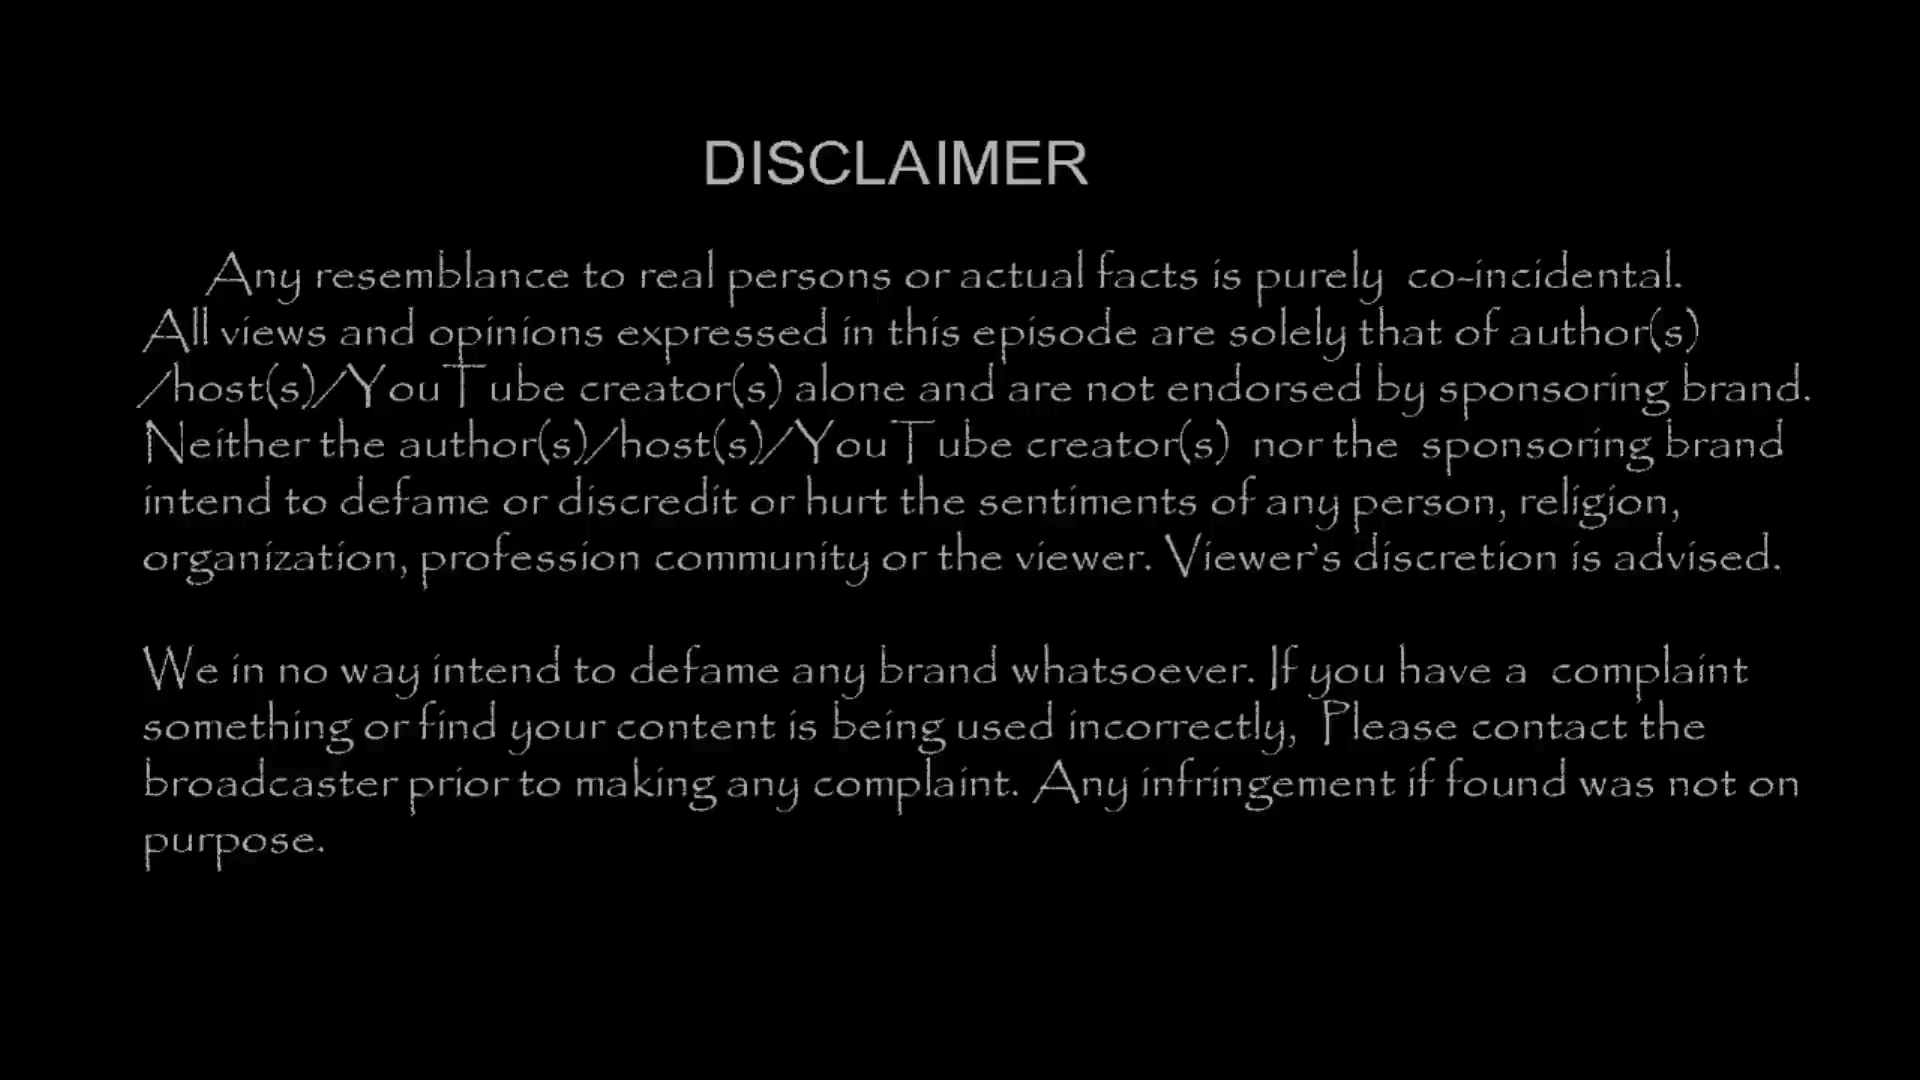 DISCLAIMER
Any resemblance to real persons or actual facts is purely co-incidental.
All views and opinions expressed in this episode are solely that of author(s)
/host(s)/YouTube creator(s) alone and are not endorsed by sponsoring brand.
Neither the author(s)/host(s)/YouTube creator(s) nor the sponsoring brand
intend to defame or discredit or hurt the sentiments of any person, religion,
organization, profession community or the viewer. Viewer's discretion is advised.
We in no way intend to defame any brand whatsoever. If you have a complaint
something or find your content is being used incorrectly, Please contact the
broadcaster prior to making any complaint. Any infringement if found was not on
purpose.